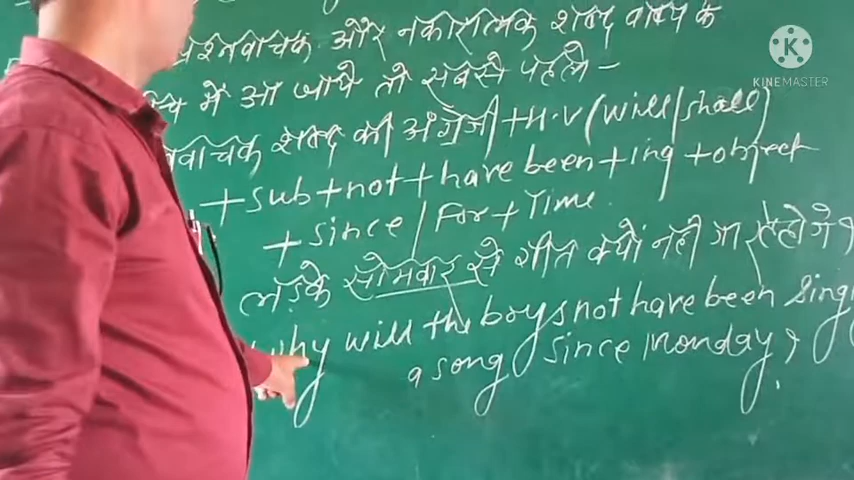 प्रश्नवाचक और नकारात्मक शब्द वाक्य के
में आ जाये तो सबसे पहले -
वाचक शब्द की अंग्रेजी + H.V (will/shall)
+ sub + not + have been + ing + object
+ since / For + Time.
लड़के सोमवार से गीत क्यों नहीं गा रहे होंगे ?
why will the boys not have been singing
a song since Monday ?
KINEMASTER